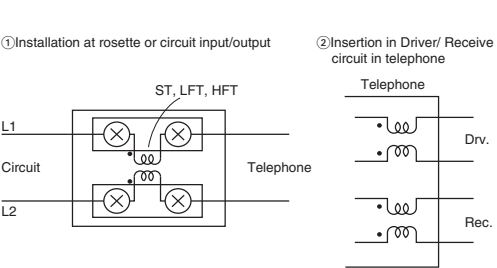 ①Installation at rosette or circuit input/output
②Insertion in Driver/ Receive
circuit in telephone
ST, LFT, HFT
Telephone
L1
Circuit
Telephone
L2
Drv.
Rec.